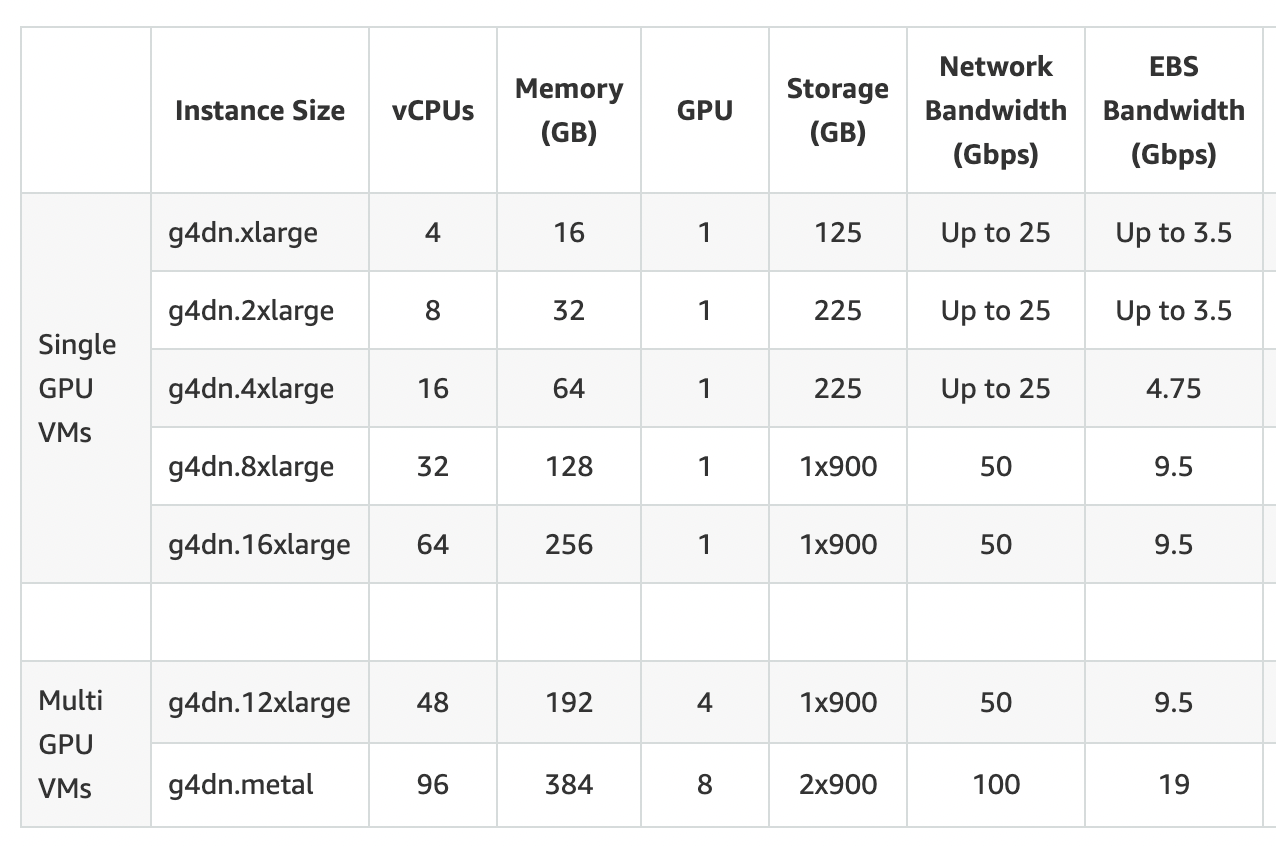 Instance Size vCPUs Memory (GB) GPU Storage (GB) Network Bandwidth (Gbps) EBS Bandwidth (Gbps)
Single GPU VMs
g4dn.xlarge 4 16 1 125 Up to 25 Up to 3.5
g4dn.2xlarge 8 32 1 225 Up to 25 Up to 3.5
g4dn.4xlarge 16 64 1 225 Up to 25 4.75
g4dn.8xlarge 32 128 1 1x900 50 9.5
g4dn.16xlarge 64 256 1 1x900 50 9.5
Multi GPU VMs
g4dn.12xlarge 48 192 4 1x900 50 9.5
g4dn.metal 96 384 8 2x900 100 19